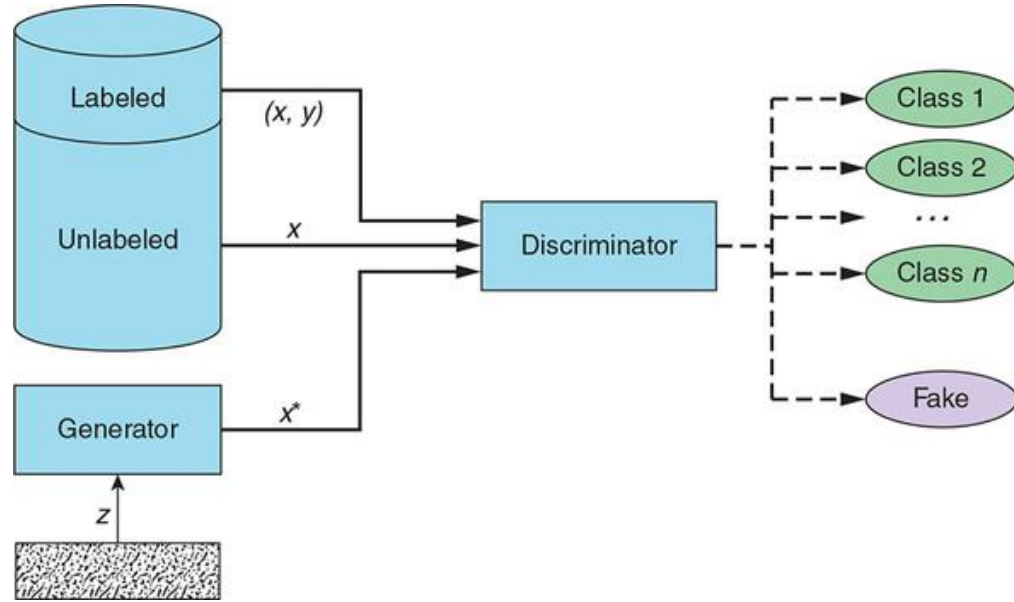 Labeled
(x, y)
Unlabeled
x
Generator
x*
z
Discriminator
Class 1
Class 2
...
Class n
Fake